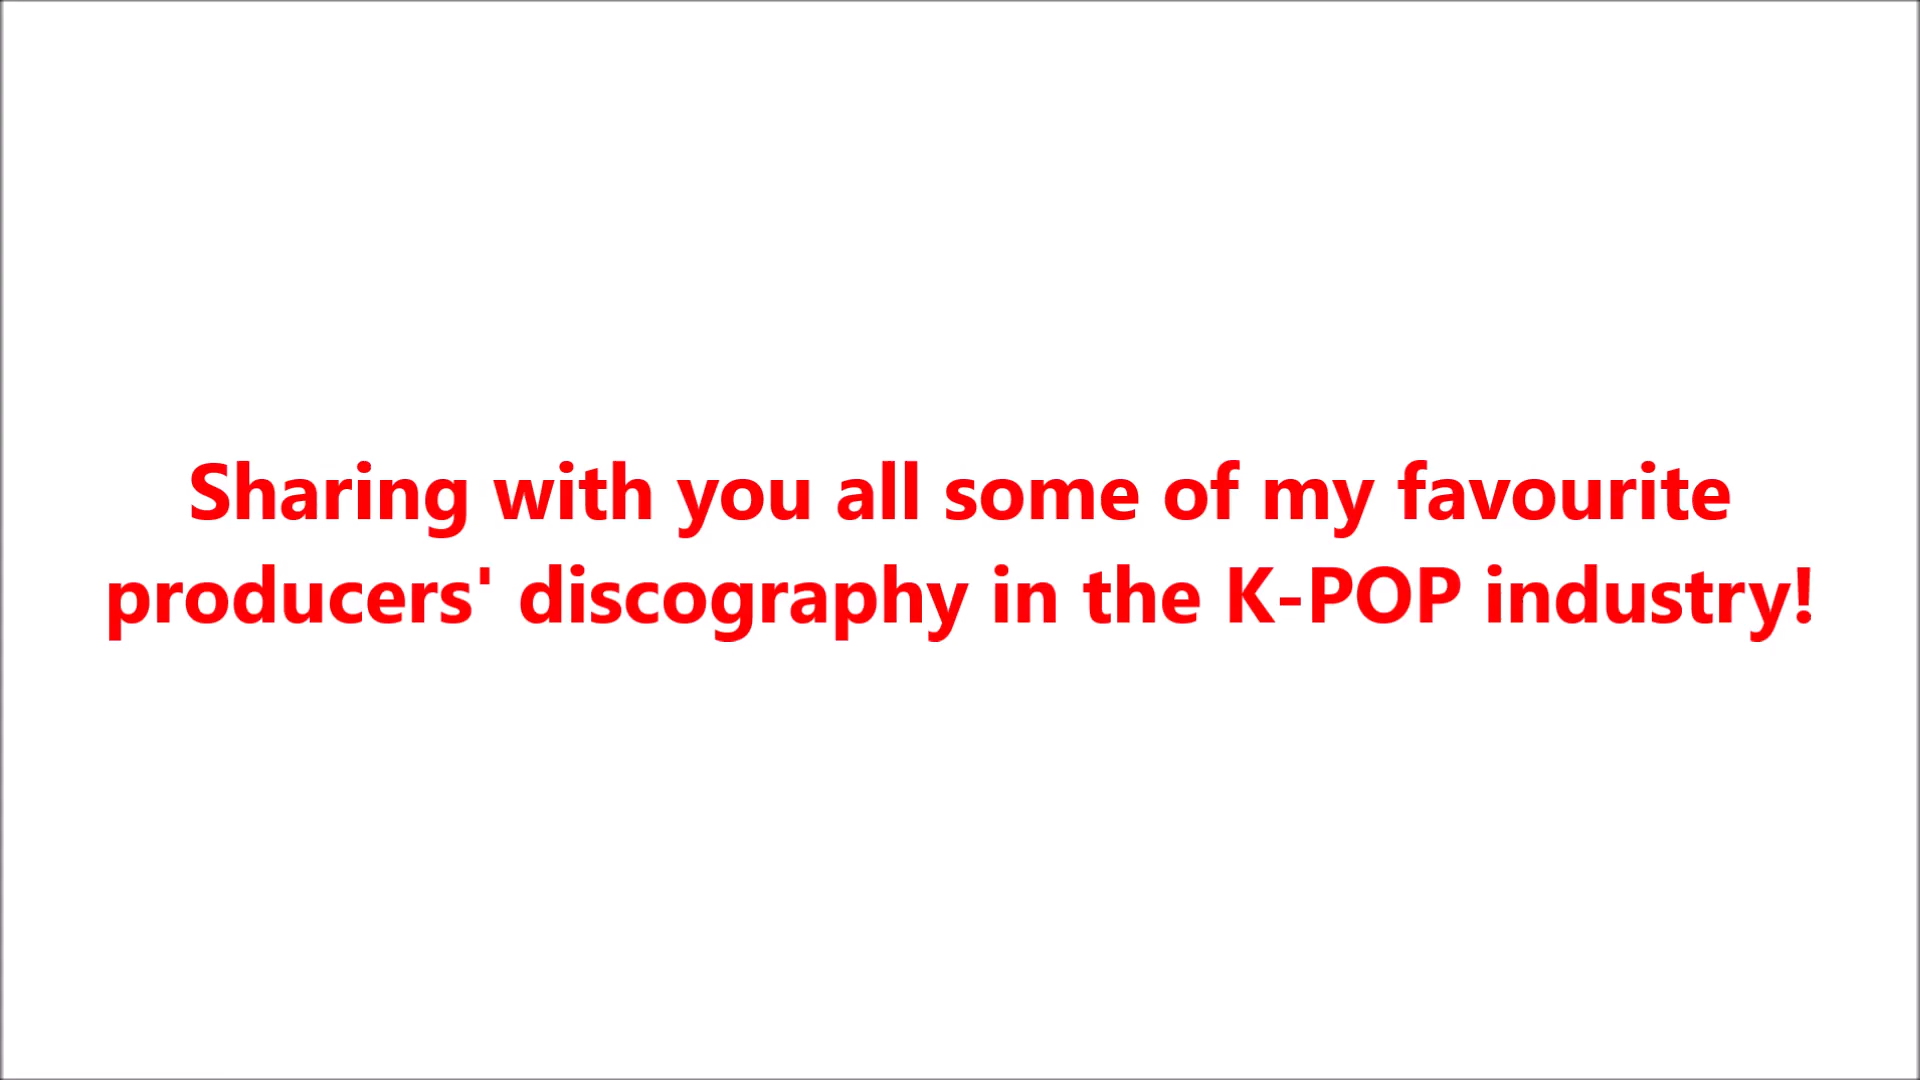 Sharing with you all some of my favourite
producers' discography in the K-POP industry!